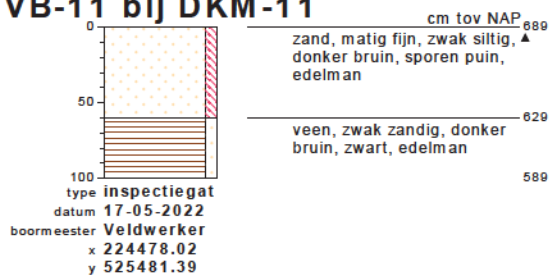 VB-11 bij DKM-11
cm tov NAP
0
689
zand, matig fijn, zwak siltig,
donker bruin, sporen puin,
edelman
50
629
veen, zwak zandig, donker
bruin, zwart, edelman
100
589
type inspectiegat
datum 17-05-2022
boormeester Veldwerker
x 224478.02
y 525481.39